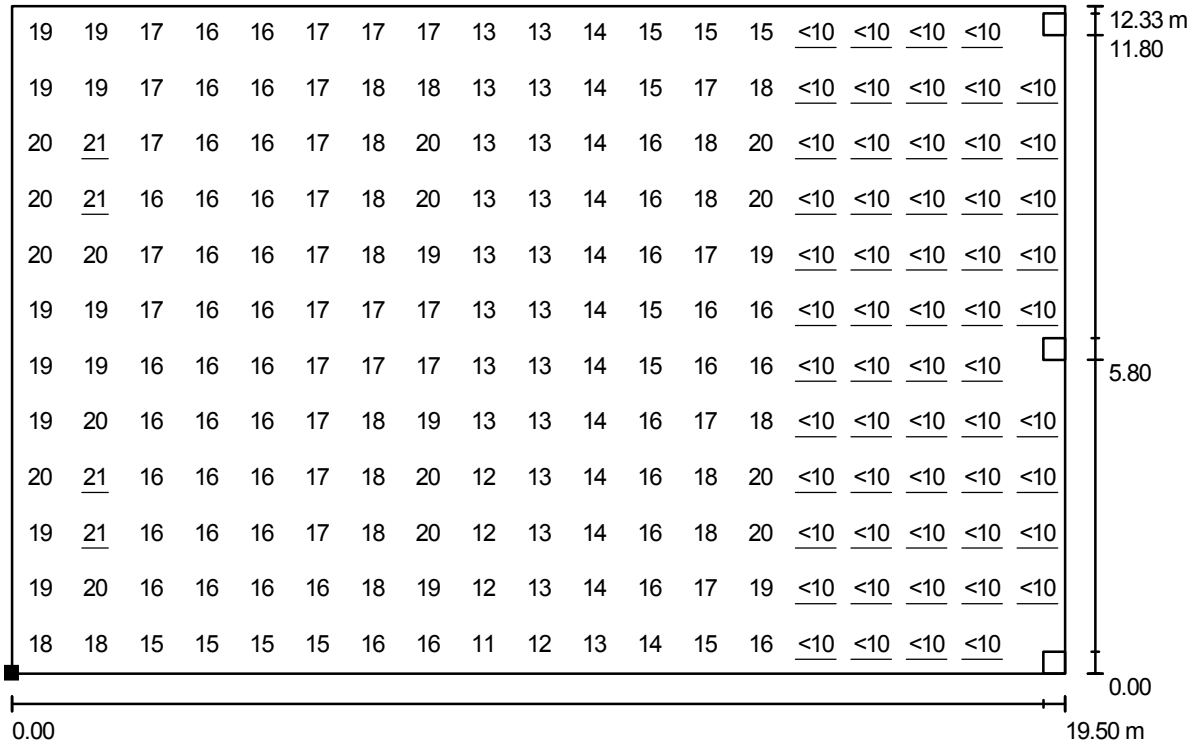 19 19 17 16 16 17 17 17 13 13 14 15 15 15 <10 <10 <10 <10 12.33 m
11.80
19 19 17 16 16 17 18 18 13 13 14 15 17 18 <10 <10 <10 <10 <10
20 21 17 16 16 17 18 20 13 13 14 16 18 20 <10 <10 <10 <10 <10
20 21 16 16 16 17 18 20 13 13 14 16 18 20 <10 <10 <10 <10 <10
20 20 17 16 16 17 18 19 13 13 14 16 17 19 <10 <10 <10 <10 <10
19 19 17 16 16 17 17 17 13 13 14 15 16 16 <10 <10 <10 <10 <10
19 19 16 16 16 17 17 17 13 13 14 15 16 16 <10 <10 <10 <10 5.80
19 20 16 16 16 17 18 19 13 13 14 16 17 18 <10 <10 <10 <10 <10
20 21 16 16 16 17 18 20 12 13 14 16 18 20 <10 <10 <10 <10 <10
19 21 16 16 16 17 18 20 12 13 14 16 18 20 <10 <10 <10 <10 <10
19 20 16 16 16 16 18 19 12 13 14 16 17 19 <10 <10 <10 <10 <10
18 18 15 15 15 15 16 16 11 12 13 14 15 16 <10 <10 <10 <10
0.00
0.00 19.50 m